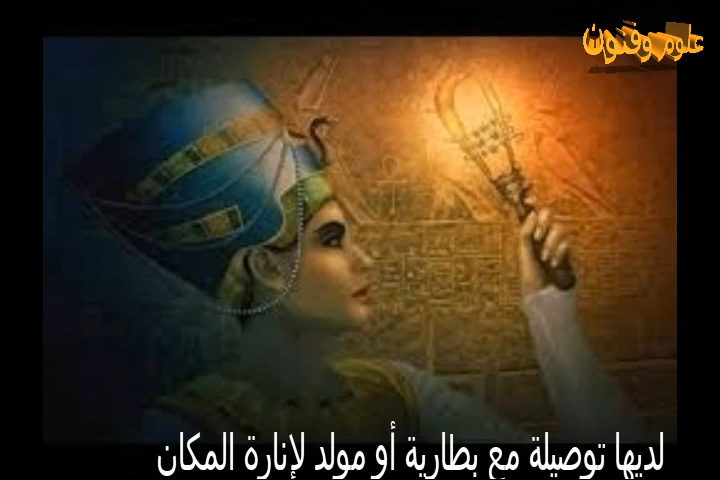 علوم وفنون
لديها توصيلة مع بطارية أو مولد لإنارة المكان